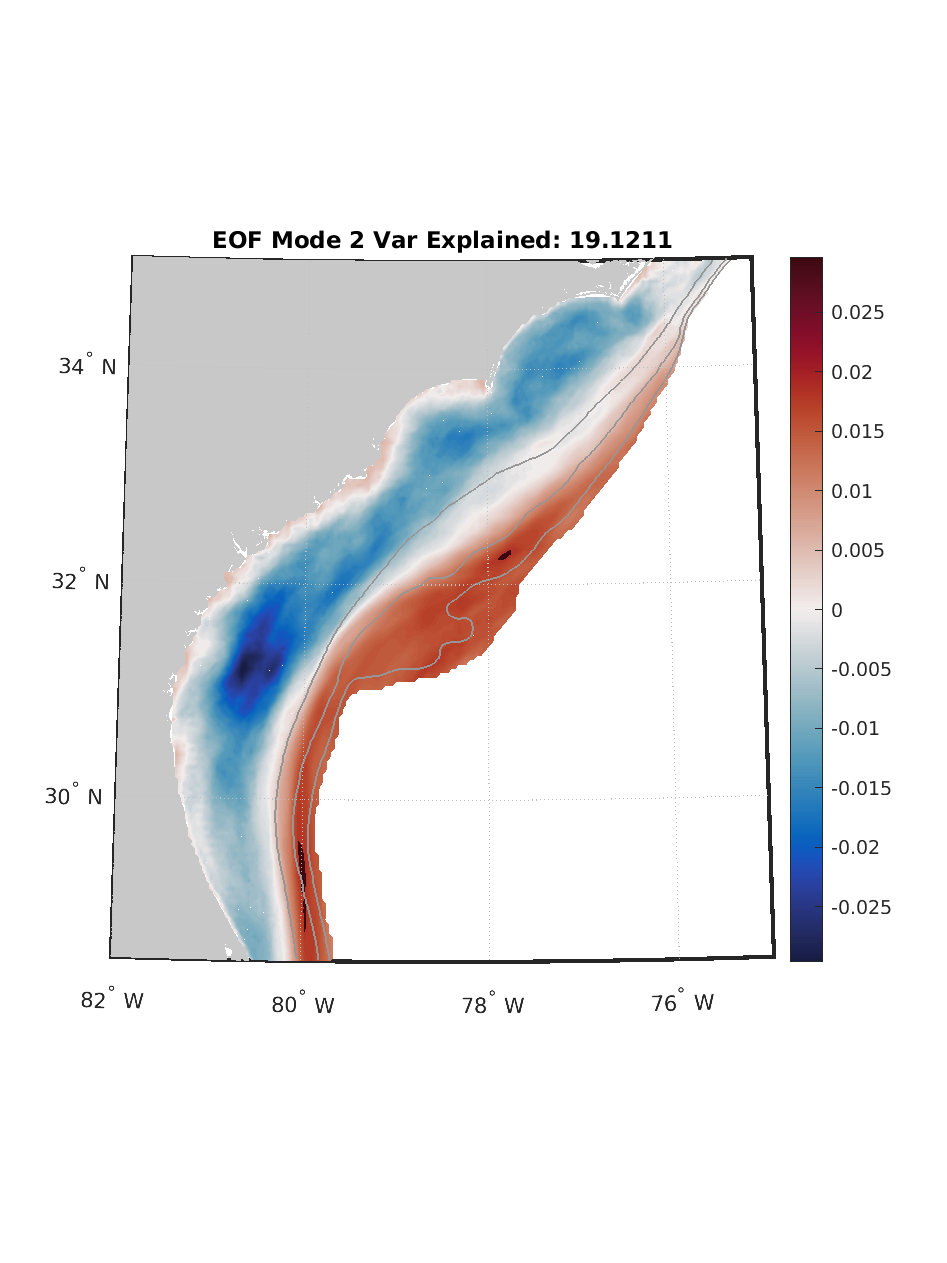 EOF Mode 2 Var Explained: 19.1211
34° N
32° N
30° N
82° W
80° W
78° W
76° W
0.025
0.02
0.015
0.01
0.005
0
-0.005
-0.01
-0.015
-0.02
-0.025